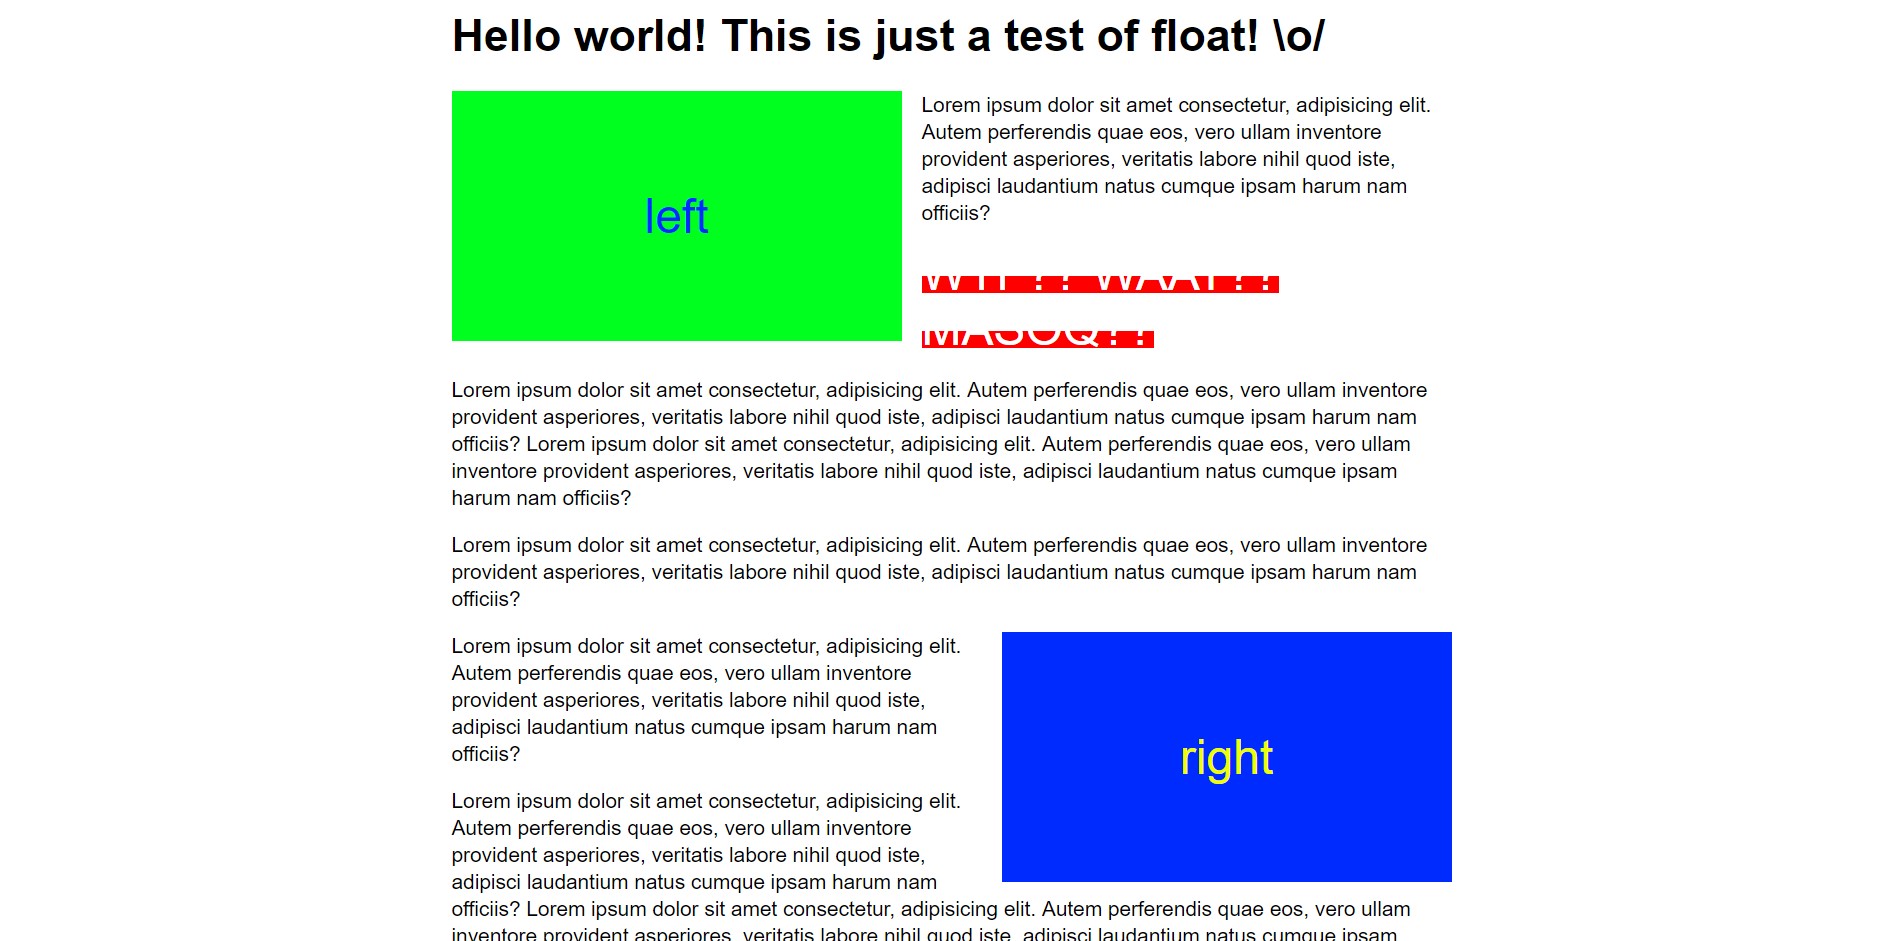 Hello world! This is just a test of float! \o/
left
Lorem ipsum dolor sit amet consectetur, adipisicing elit.
Autem perferendis quae eos, vero ullam inventore
provident asperiores, veritatis labore nihil quod iste,
adipisci laudantium natus cumque ipsam harum nam
officiis?
Lorem ipsum dolor sit amet consectetur, adipisicing elit. Autem perferendis quae eos, vero ullam inventore
provident asperiores, veritatis labore nihil quod iste, adipisci laudantium natus cumque ipsam harum nam
officiis? Lorem ipsum dolor sit amet consectetur, adipisicing elit. Autem perferendis quae eos, vero ullam
inventore provident asperiores, veritatis labore nihil quod iste, adipisci laudantium natus cumque ipsam
harum nam officiis?
Lorem ipsum dolor sit amet consectetur, adipisicing elit. Autem perferendis quae eos, vero ullam inventore
provident asperiores, veritatis labore nihil quod iste, adipisci laudantium natus cumque ipsam harum nam
officiis?
Lorem ipsum dolor sit amet consectetur, adipisicing elit.
Autem perferendis quae eos, vero ullam inventore
provident asperiores, veritatis labore nihil quod iste,
adipisci laudantium natus cumque ipsam harum nam
officiis?
right
Lorem ipsum dolor sit amet consectetur, adipisicing elit.
Autem perferendis quae eos, vero ullam inventore
provident asperiores, veritatis labore nihil quod iste,
adipisci laudantium natus cumque ipsam harum nam
officiis? Lorem ipsum dolor sit amet consectetur, adipisicing elit. Autem perferendis quae eos, vero ullam
inventore provident asperiores, veritatis labore nihil quod iste, adipisci laudantium natus cumque ipsam